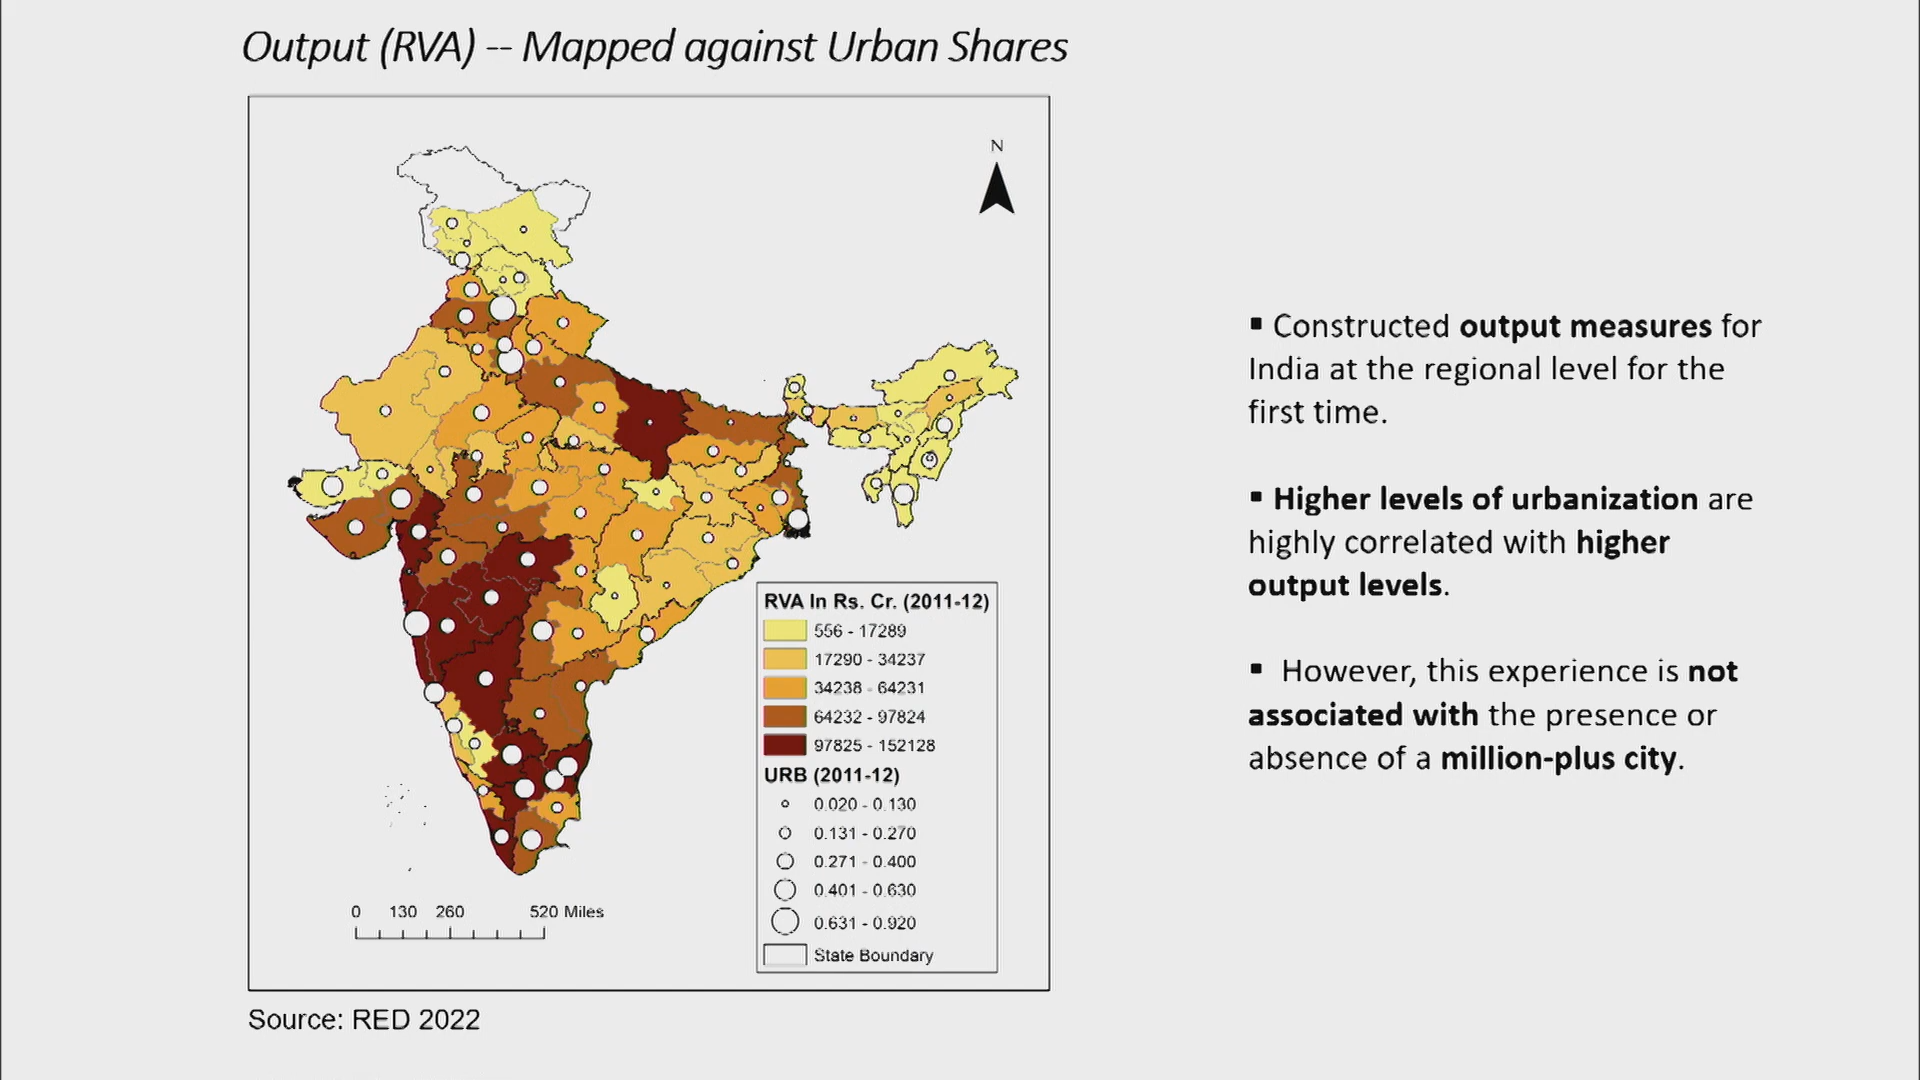 Output (RVA) -- Mapped against Urban Shares
N
RVA In Rs. Cr. (2011-12)
556 - 17289
17290 - 34237
34238 - 64231
64232 - 97824
97825 - 152128
URB (2011-12)
0.020 - 0.130
0.131 - 0.270
0.271 - 0.400
0.401 - 0.630
0.631 - 0.920
State Boundary
0 130 260 520 Miles
Source: RED 2022
▪ Constructed output measures for
India at the regional level for the
first time.
▪ Higher levels of urbanization are
highly correlated with higher
output levels.
▪ However, this experience is not
associated with the presence or
absence of a million-plus city.